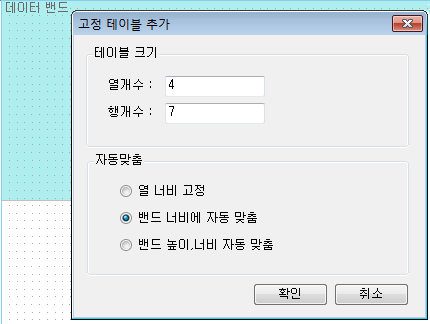 데이터 밴드
고정 테이블 추가
테이블 크기
열개수 : 4
행개수 : 7
자동맞춤
열 너비 고정
밴드 너비에 자동 맞춤
밴드 높이,너비 자동 맞춤
확인 취소